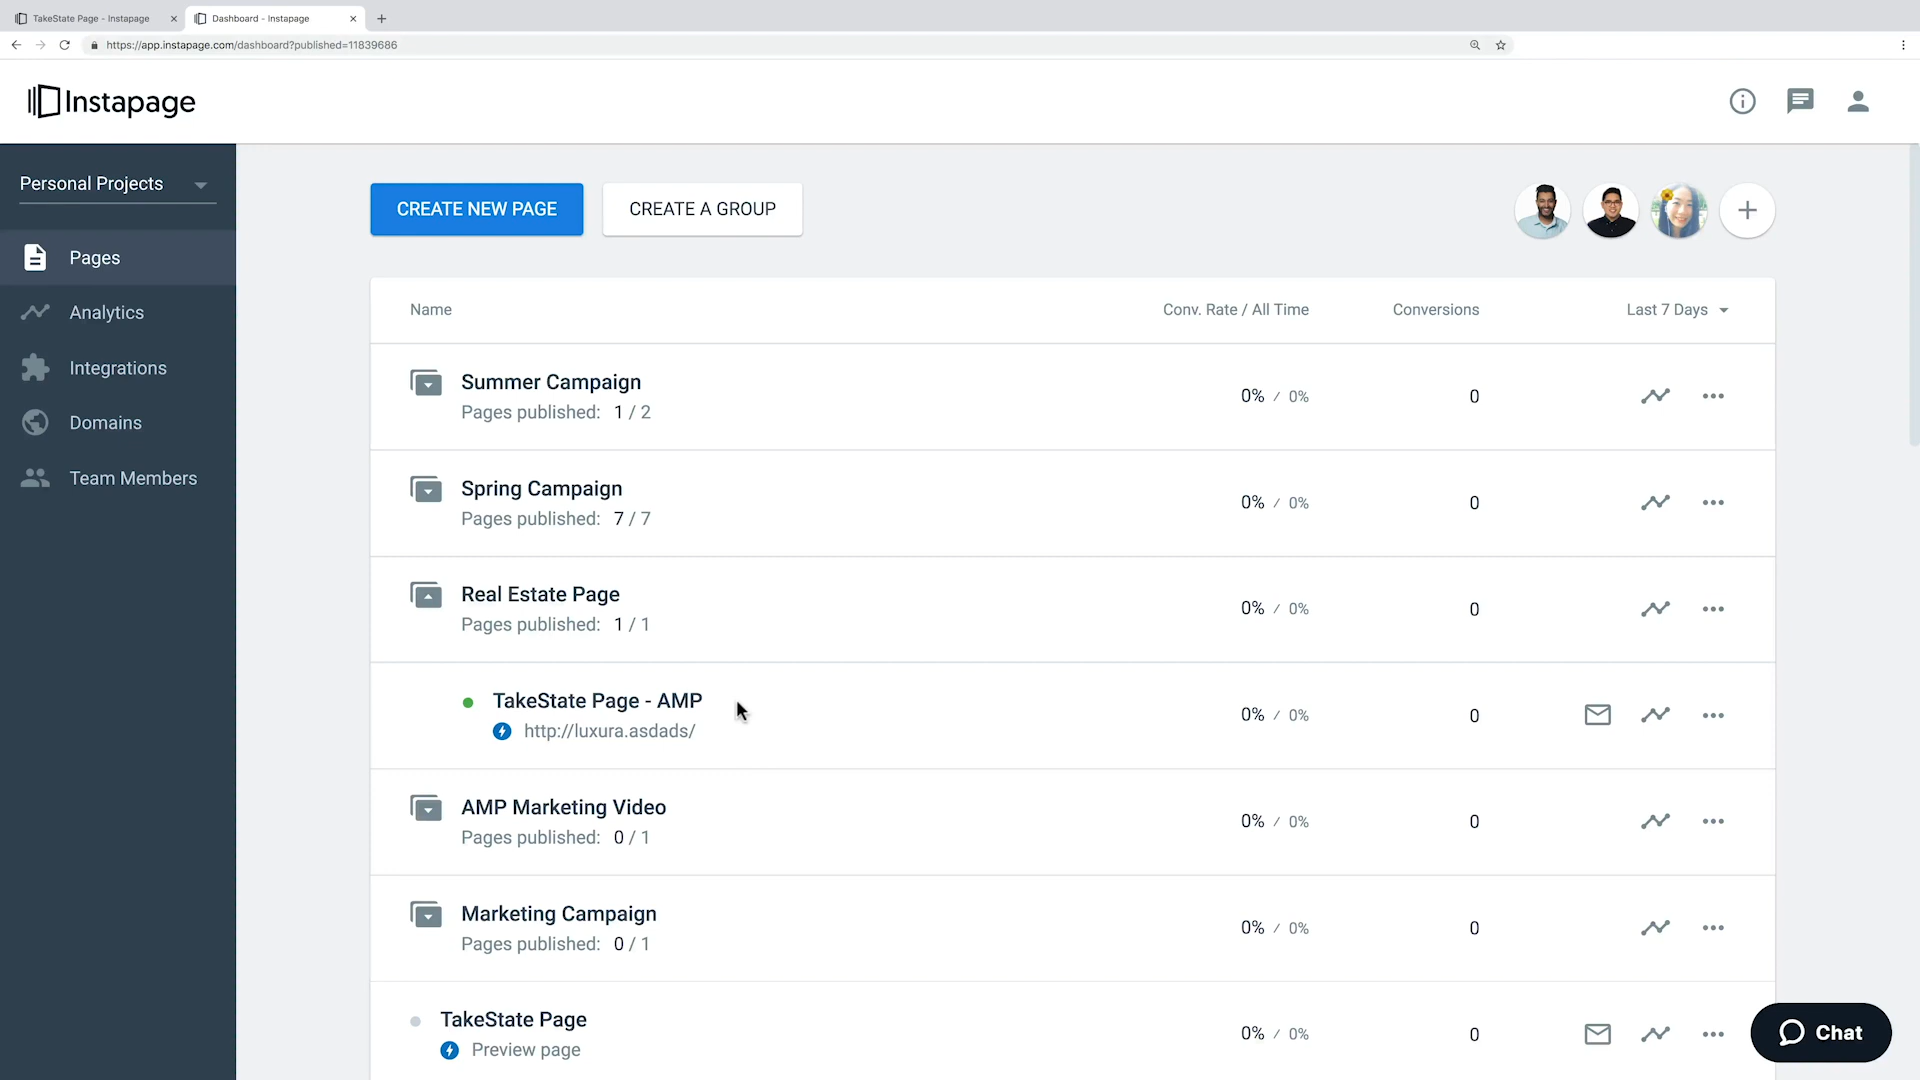 TakeState Page - Instapage
Dashboard - Instapage
https://app.instapage.com/dashboard?published=11839686
Instapage
Personal Projects
Pages
Analytics
Integrations
Domains
Team Members
CREATE NEW PAGE
CREATE A GROUP
Name
Conv. Rate / All Time
Conversions
Last 7 Days
Summer Campaign
Pages published: 1 / 2
0% / 0%
0
Spring Campaign
Pages published: 7 / 7
0% / 0%
0
Real Estate Page
Pages published: 1 / 1
0% / 0%
0
TakeState Page - AMP
http://luxura.asdads/
0% / 0%
0
AMP Marketing Video
Pages published: 0 / 1
0% / 0%
0
Marketing Campaign
Pages published: 0 / 1
0% / 0%
0
TakeState Page
Preview page
0% / 0%
0
Chat